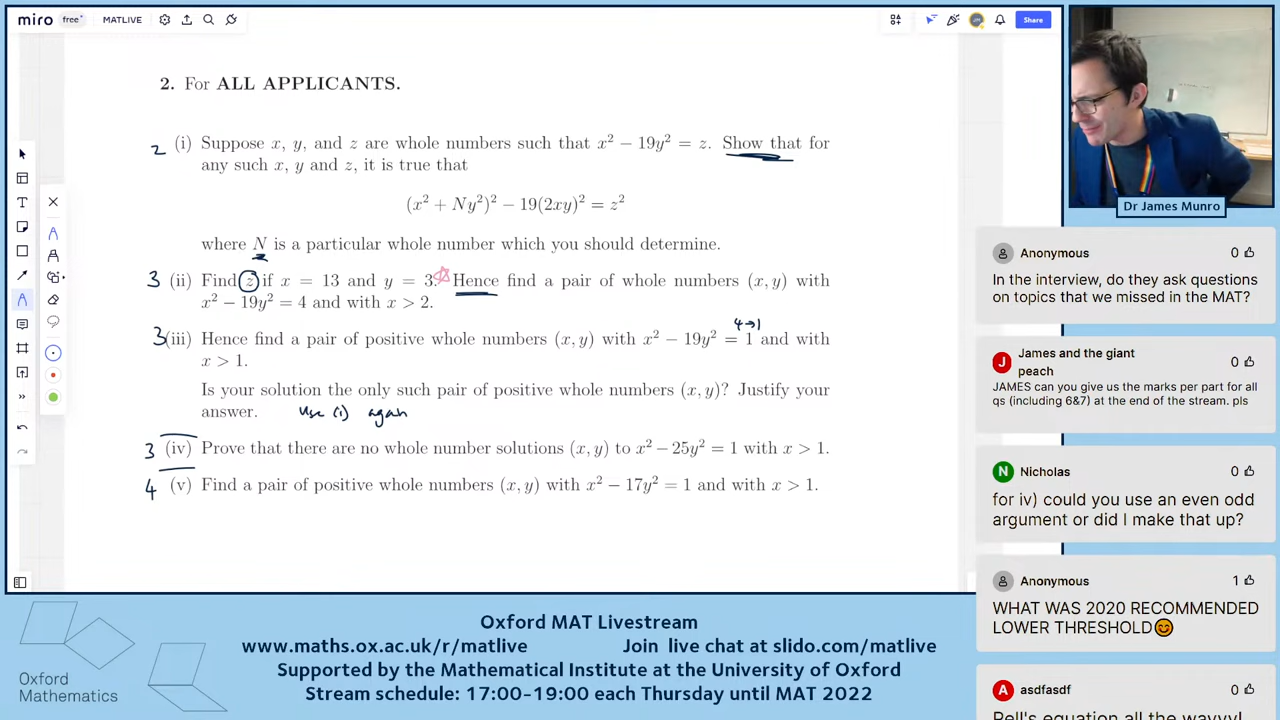 miro free MATLIVE Share
2. For ALL APPLICANTS.
2 (i) Suppose x, y, and z are whole numbers such that x² − 19y² = z. Show that for
any such x, y and z, it is true that
(x² + Ny²)² − 19(2xy)² = z²
where N is a particular whole number which you should determine.
3 (ii) Find z if x = 13 and y = 3. Hence find a pair of whole numbers (x, y) with
x² − 19y² = 4 and with x > 2.
4→1
3 (iii) Hence find a pair of positive whole numbers (x, y) with x² − 19y² = 1 and with
x > 1.
Is your solution the only such pair of positive whole numbers (x, y)? Justify your
answer. use (i) again
3 (iv) Prove that there are no whole number solutions (x, y) to x² − 25y² = 1 with x > 1.
4 (v) Find a pair of positive whole numbers (x, y) with x² − 17y² = 1 and with x > 1.
Dr James Munro
Anonymous 0
In the interview, do they ask questions
on topics that we missed in the MAT?
J James and the giant
peach 0
JAMES can you give us the marks per part for all
qs (including 6&7) at the end of the stream. pls
N Nicholas 0
for iv) could you use an even odd
argument or did I make that up?
Anonymous 1
WHAT WAS 2020 RECOMMENDED
LOWER THRESHOLD😊
A asdfasdf 0
Pell's equation all the wayyy!
Oxford
Mathematics
Oxford MAT Livestream
www.maths.ox.ac.uk/r/matlive Join live chat at slido.com/matlive
Supported by the Mathematical Institute at the University of Oxford
Stream schedule: 17:00-19:00 each Thursday until MAT 2022